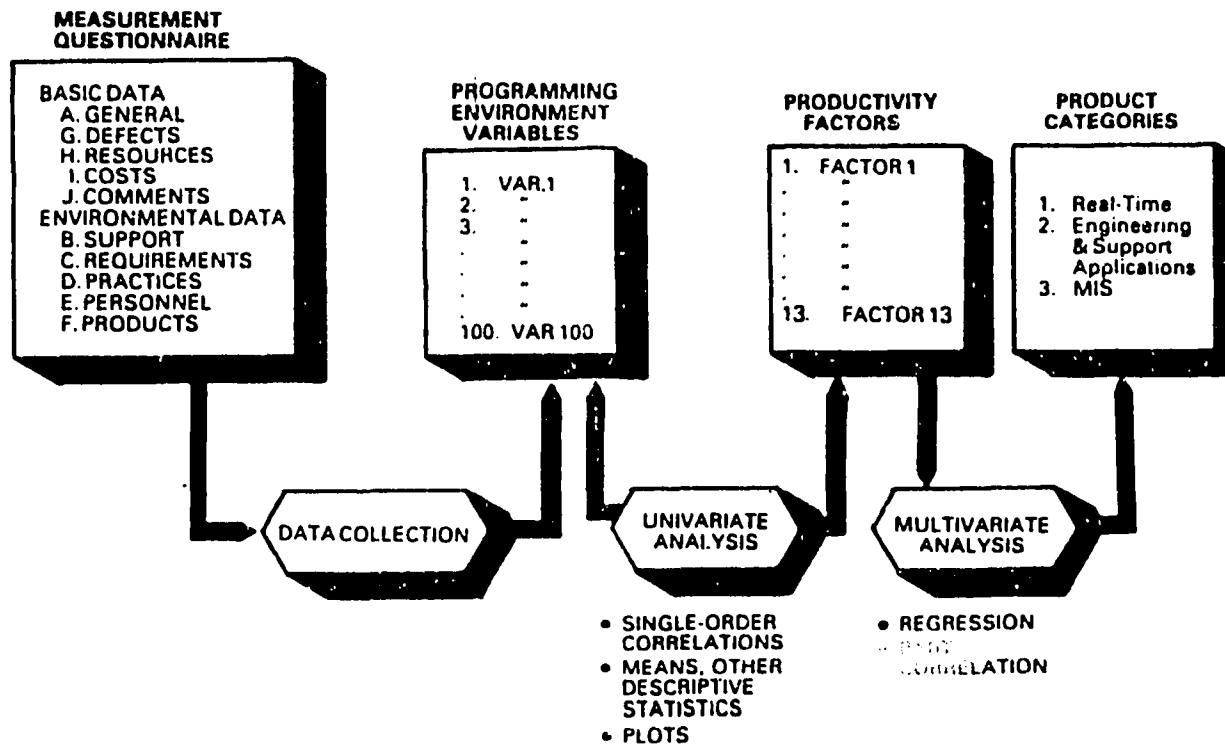 MEASUREMENT
QUESTIONNAIRE
BASIC DATA
A. GENERAL
G. DEFECTS
H. RESOURCES
I. COSTS
J. COMMENTS
ENVIRONMENTAL DATA
B. SUPPORT
C. REQUIREMENTS
D. PRACTICES
E. PERSONNEL
F. PRODUCTS
PROGRAMMING
ENVIRONMENT
VARIABLES
1. VAR.1
2. "
3. "
. "
. "
. "
. "
100. VAR 100
PRODUCTIVITY
FACTORS
1. FACTOR 1
. "
. "
. "
. "
. "
. "
13. FACTOR 13
PRODUCT
CATEGORIES
1. Real-Time
2. Engineering
& Support
Applications
3. MIS
DATA COLLECTION
UNIVARIATE
ANALYSIS
MULTIVARIATE
ANALYSIS
• SINGLE-ORDER
CORRELATIONS
• MEANS, OTHER
DESCRIPTIVE
STATISTICS
• PLOTS
• REGRESSION
CORRELATION